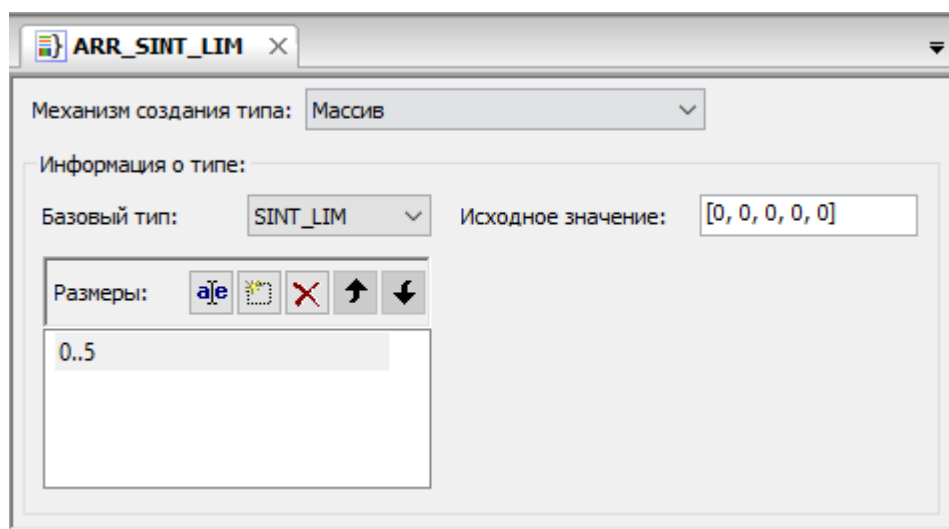 ARR_SINT_LIM
Механизм создания типа: Массив
Информация о типе:
Базовый тип: SINT_LIM Исходное значение: [0, 0, 0, 0, 0]
Размеры: a|e
0..5